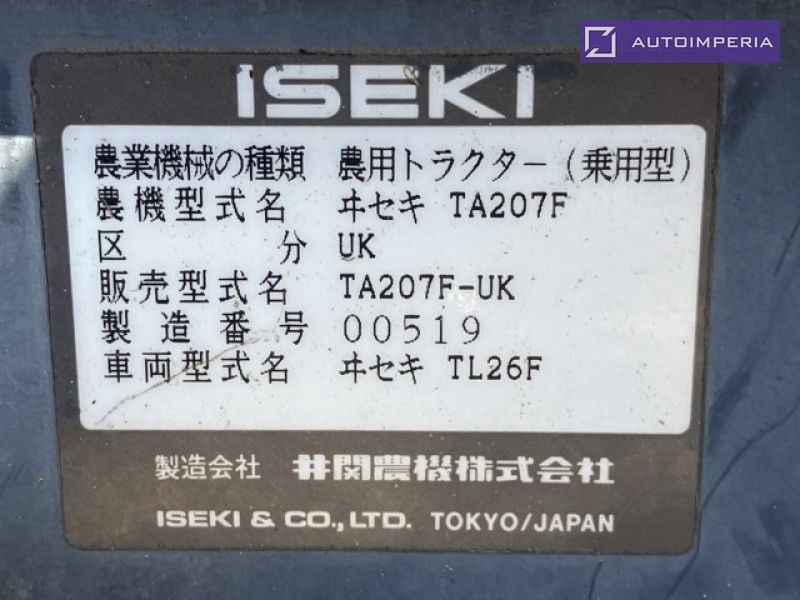 AUTOIMPERIA
ISEKI
農業機械の種類 農用トラクター(乗用型)
農機型式名 ヰセキ TA207F
区分 UK
販売型式名 TA207F-UK
製造番号 00519
車両型式名 ヰセキ TL26F
製造会社 井関農機株式会社
ISEKI & CO., LTD. TOKYO/JAPAN